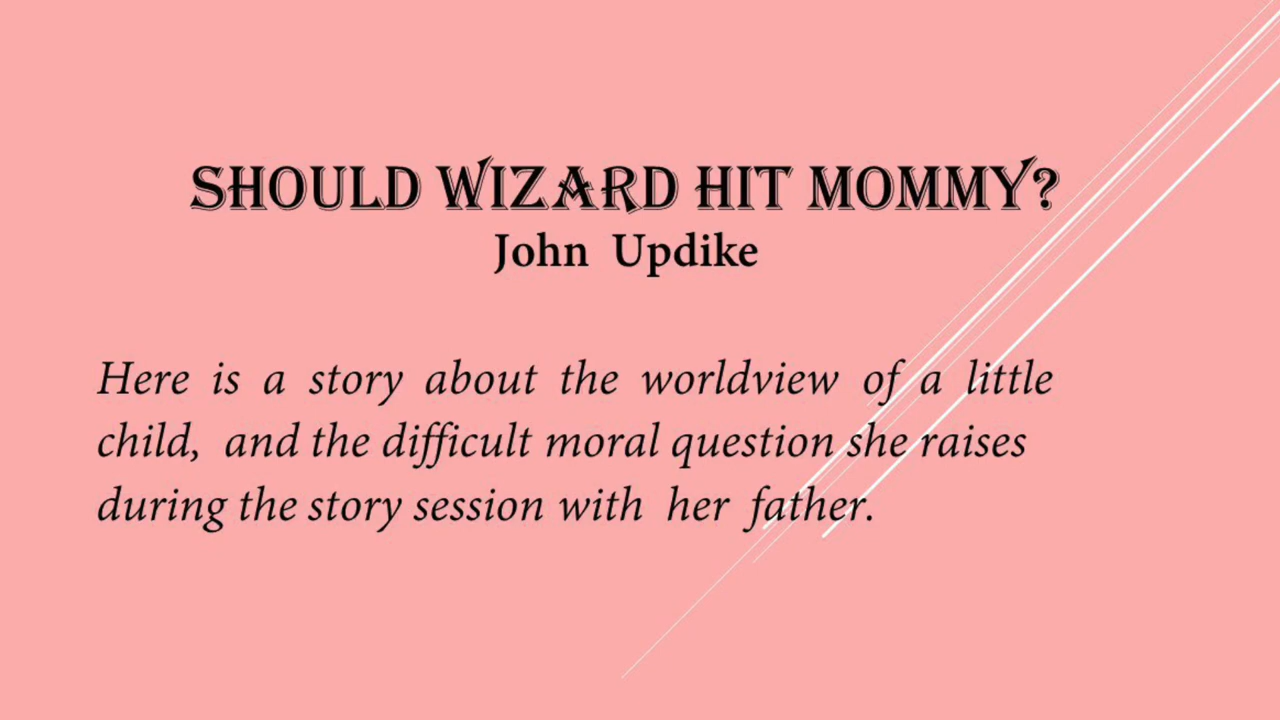 SHOULD WIZARD HIT MOMMY?
John Updike
Here is a story about the worldview of a little
child, and the difficult moral question she raises
during the story session with her father.